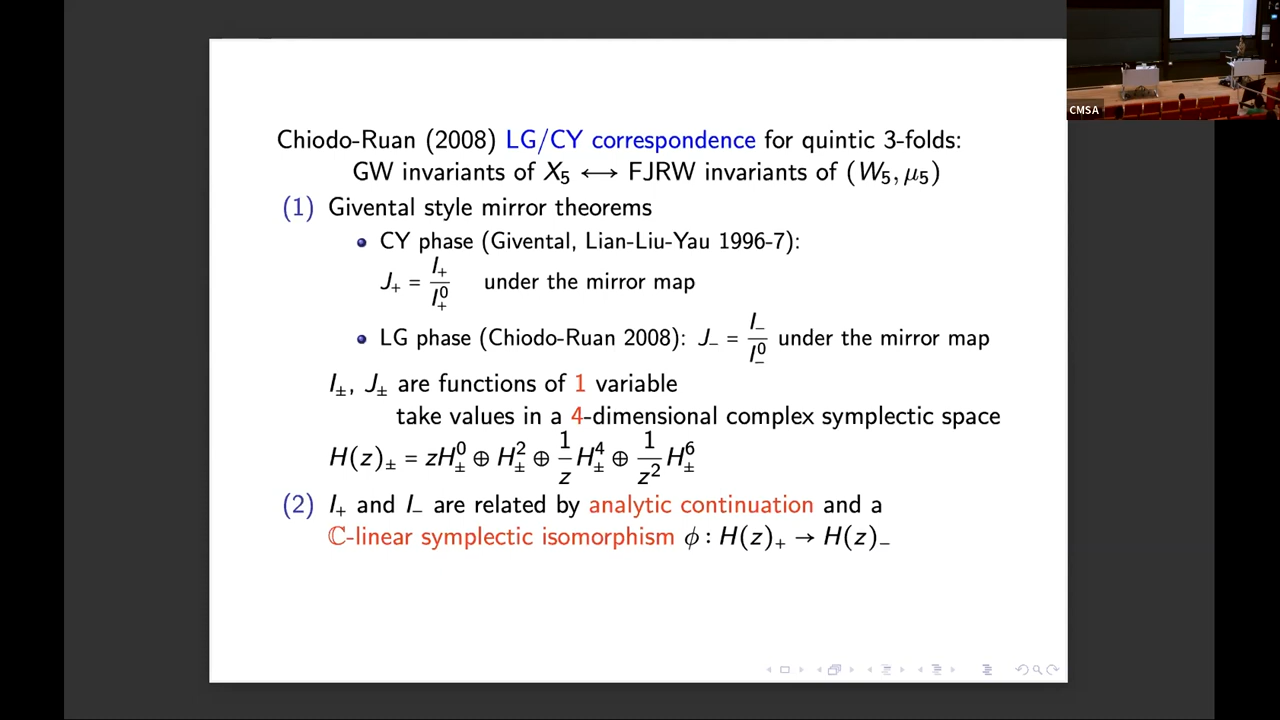 Chiodo-Ruan (2008) LG/CY correspondence for quintic 3-folds:
GW invariants of X₅ ⟷ FJRW invariants of (W₅, μ₅)
(1) Givental style mirror theorems
• CY phase (Givental, Lian-Liu-Yau 1996-7):
J₊ = I₊/I₊⁰ under the mirror map
• LG phase (Chiodo-Ruan 2008): J₋ = I₋/I₋⁰ under the mirror map
I±, J± are functions of 1 variable
take values in a 4-dimensional complex symplectic space
H(z)± = zH±⁰ ⊕ H±² ⊕ 1/z H±⁴ ⊕ 1/z² H±⁶
(2) I₊ and I₋ are related by analytic continuation and a
ℂ-linear symplectic isomorphism ϕ : H(z)₊ → H(z)₋
CMSA